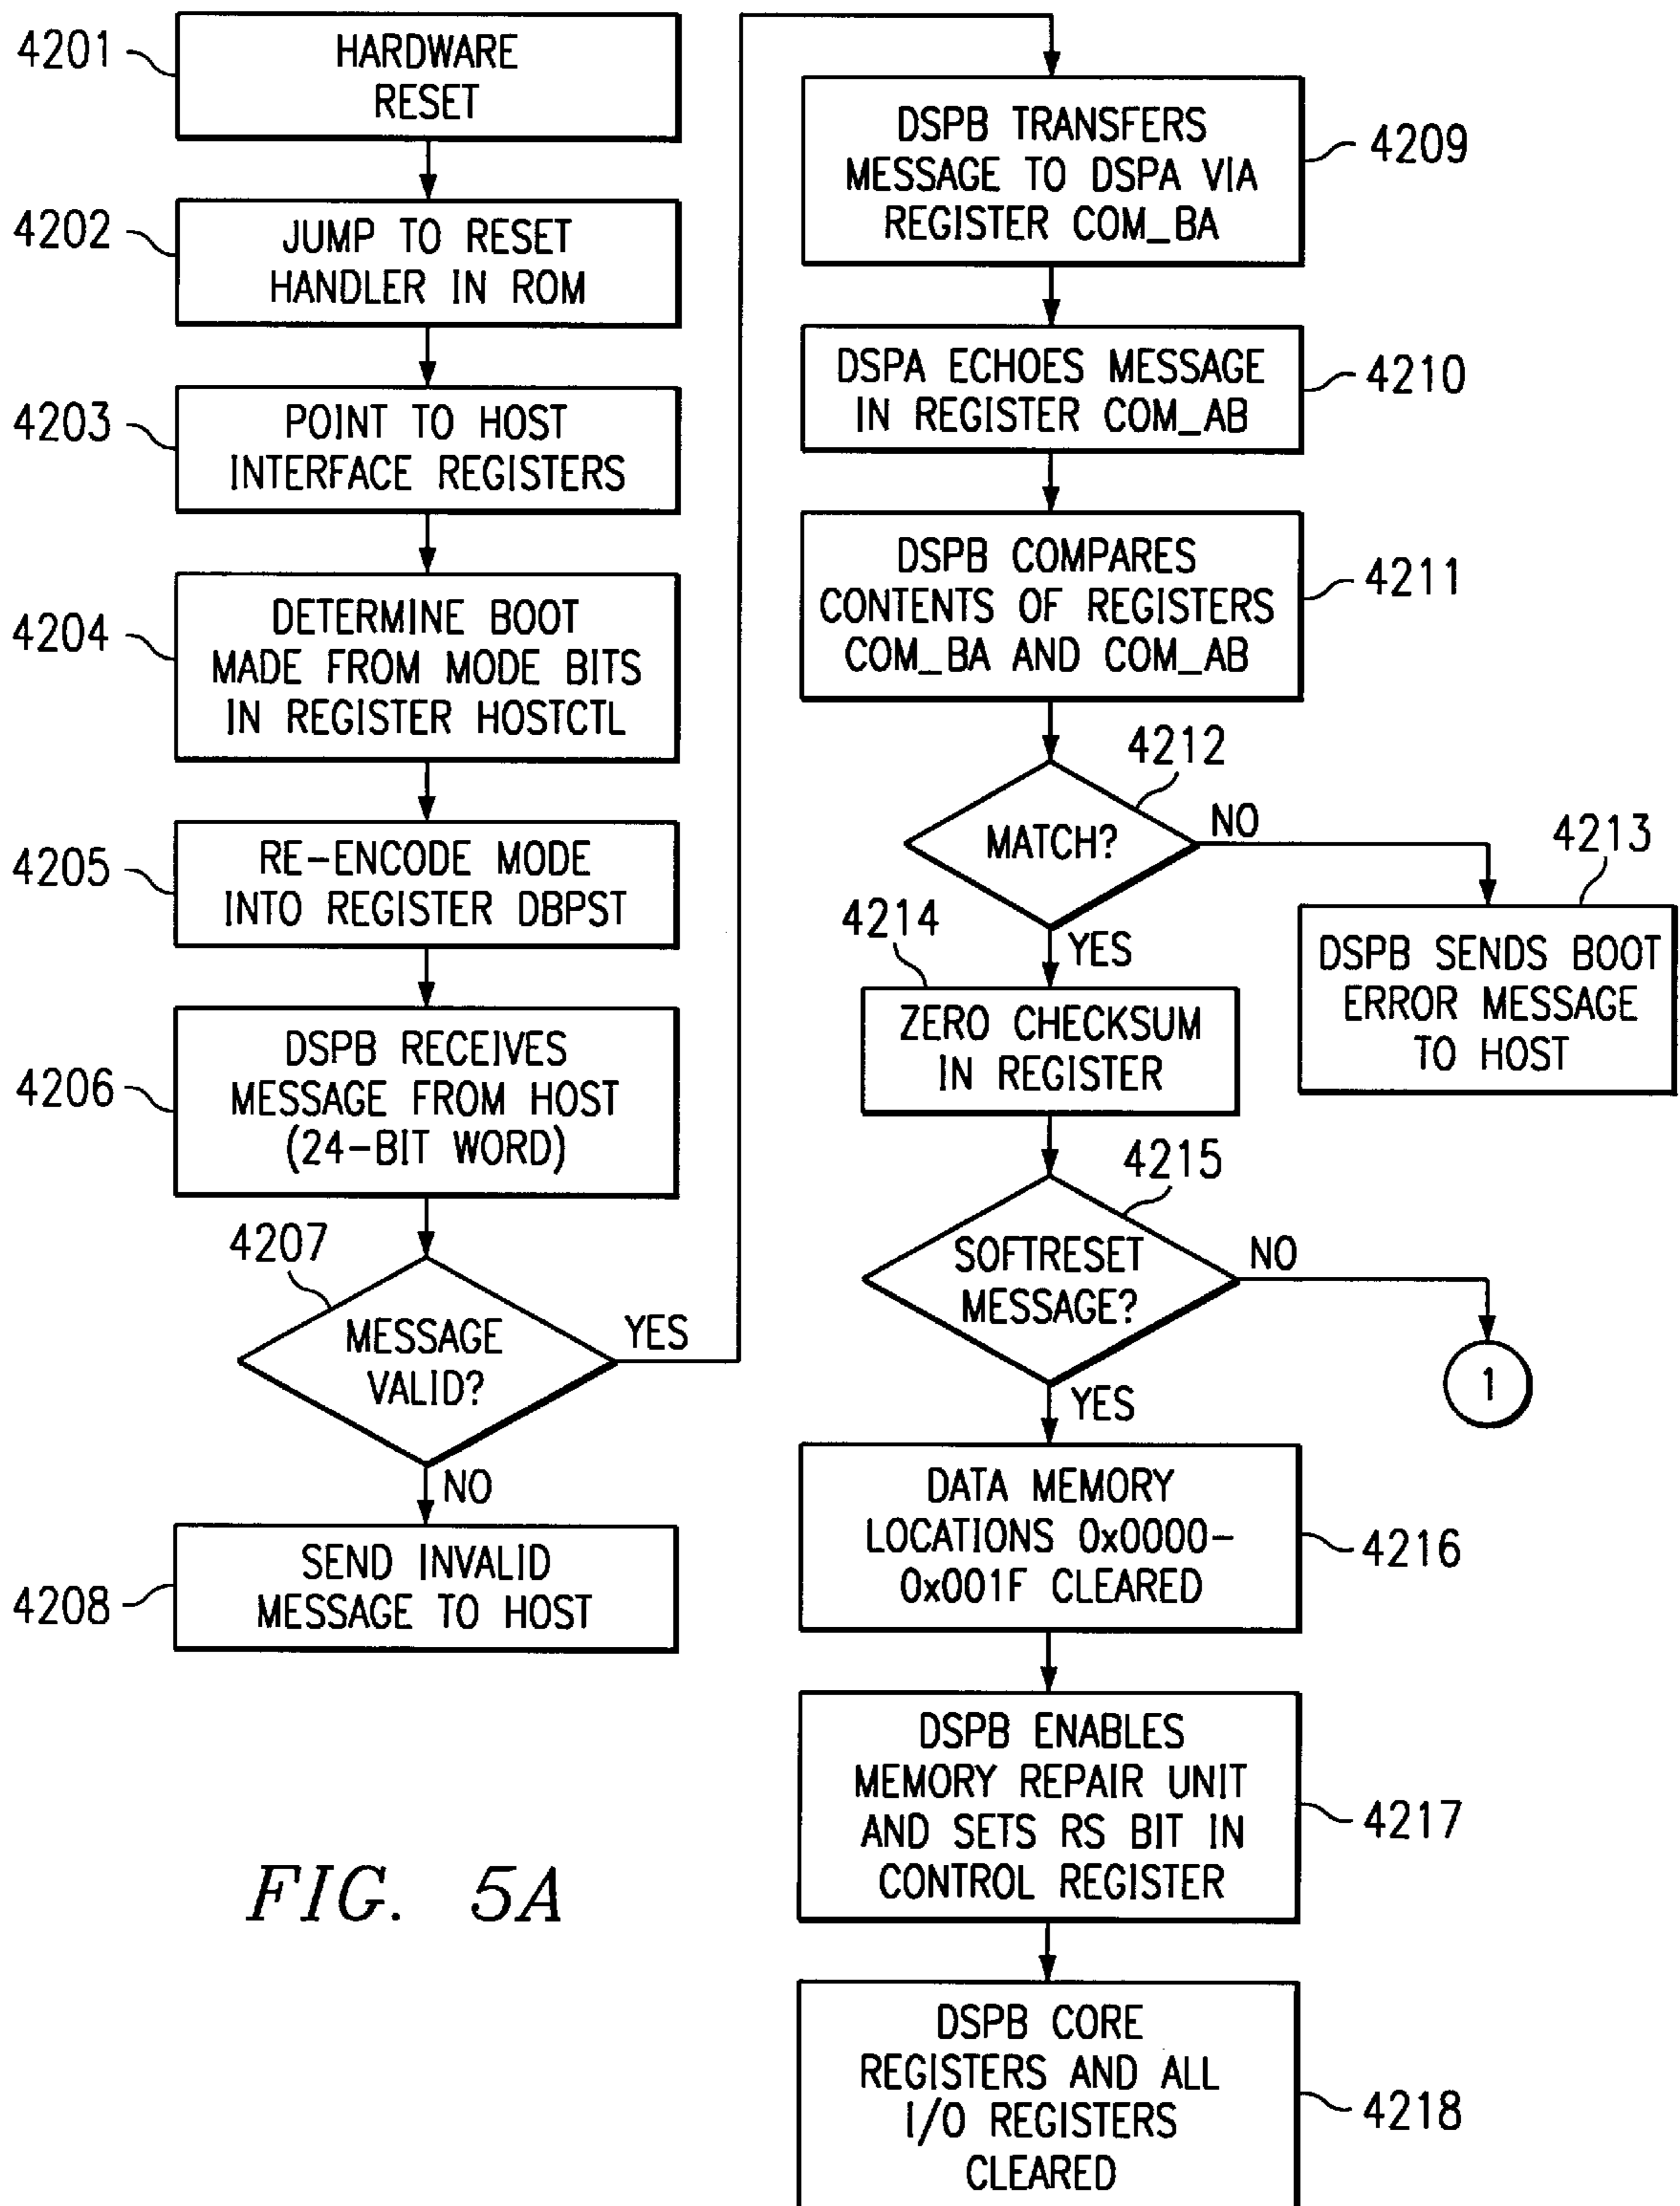 4201
HARDWARE
RESET
4202
JUMP TO RESET
HANDLER IN ROM
4203
POINT TO HOST
INTERFACE REGISTERS
4204
DETERMINE BOOT
MADE FROM MODE BITS
IN REGISTER HOSTCTL
4205
RE-ENCODE MODE
INTO REGISTER DBPST
4206
DSPB RECEIVES
MESSAGE FROM HOST
(24-BIT WORD)
4207
MESSAGE
VALID?
YES
NO
4208
SEND INVALID
MESSAGE TO HOST
DSPB TRANSFERS
MESSAGE TO DSPA VIA
REGISTER COM_BA
4209
DSPA ECHOES MESSAGE
IN REGISTER COM_AB
4210
DSPB COMPARES
CONTENTS OF REGISTERS
COM_BA AND COM_AB
4211
4212
MATCH?
NO
4213
DSPB SENDS BOOT
ERROR MESSAGE
TO HOST
YES
4214
ZERO CHECKSUM
IN REGISTER
4215
SOFTRESET
MESSAGE?
NO
1
YES
DATA MEMORY
LOCATIONS 0x0000-
0x001F CLEARED
4216
DSPB ENABLES
MEMORY REPAIR UNIT
AND SETS RS BIT IN
CONTROL REGISTER
4217
DSPB CORE
REGISTERS AND ALL
I/O REGISTERS
CLEARED
4218
FIG. 5A